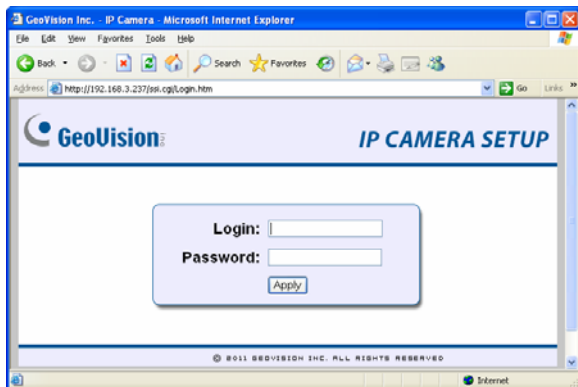 GeoVision Inc. - IP Camera - Microsoft Internet Explorer
File Edit View Favorites Tools Help
Back Search Favorites
Address http://192.168.3.237/ssi.cgi/Login.htm Go Links »
GeoVision Inc
IP CAMERA SETUP
Login:
Password:
Apply
© 2011 GEOVISION INC. ALL RIGHTS RESERVED
Internet